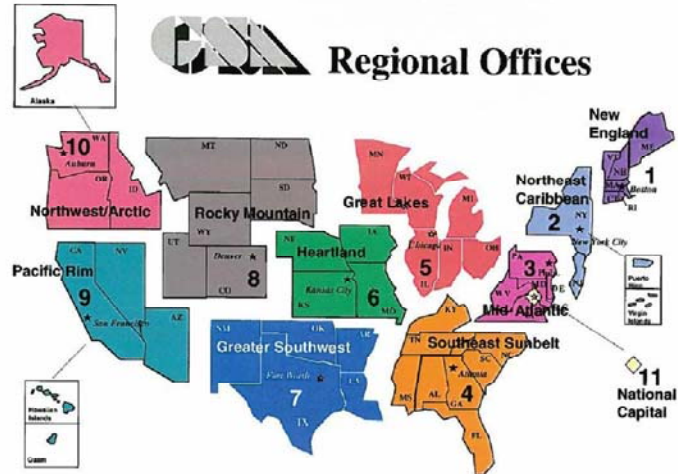 GSA Regional Offices
Alaska
New
England
1
VT
ME
NH
MA
CT
RI
Boston
10
WA
Auburn
OR
ID
Northwest/Arctic
MT
ND
SD
WY
Rocky Mountain
UT
CO
Denver
8
MN
WI
MI
Great Lakes
Chicago
5
IL
IN
OH
Northeast
Caribbean
2
NY
New York City
NJ
Puerto
Rico
Virgin
Islands
NE
IA
Heartland
Kansas City
KS
MO
6
3
PA
WV
MD
DE
Mid-Atlantic
Pacific Rim
CA
NV
9
San Francisco
AZ
Hawaiian
Islands
Guam
NM
OK
AR
Greater Southwest
Fort Worth
7
TX
LA
KY
TN
Southeast Sunbelt
NC
SC
Atlanta
4
MS
AL
GA
FL
11
National
Capital